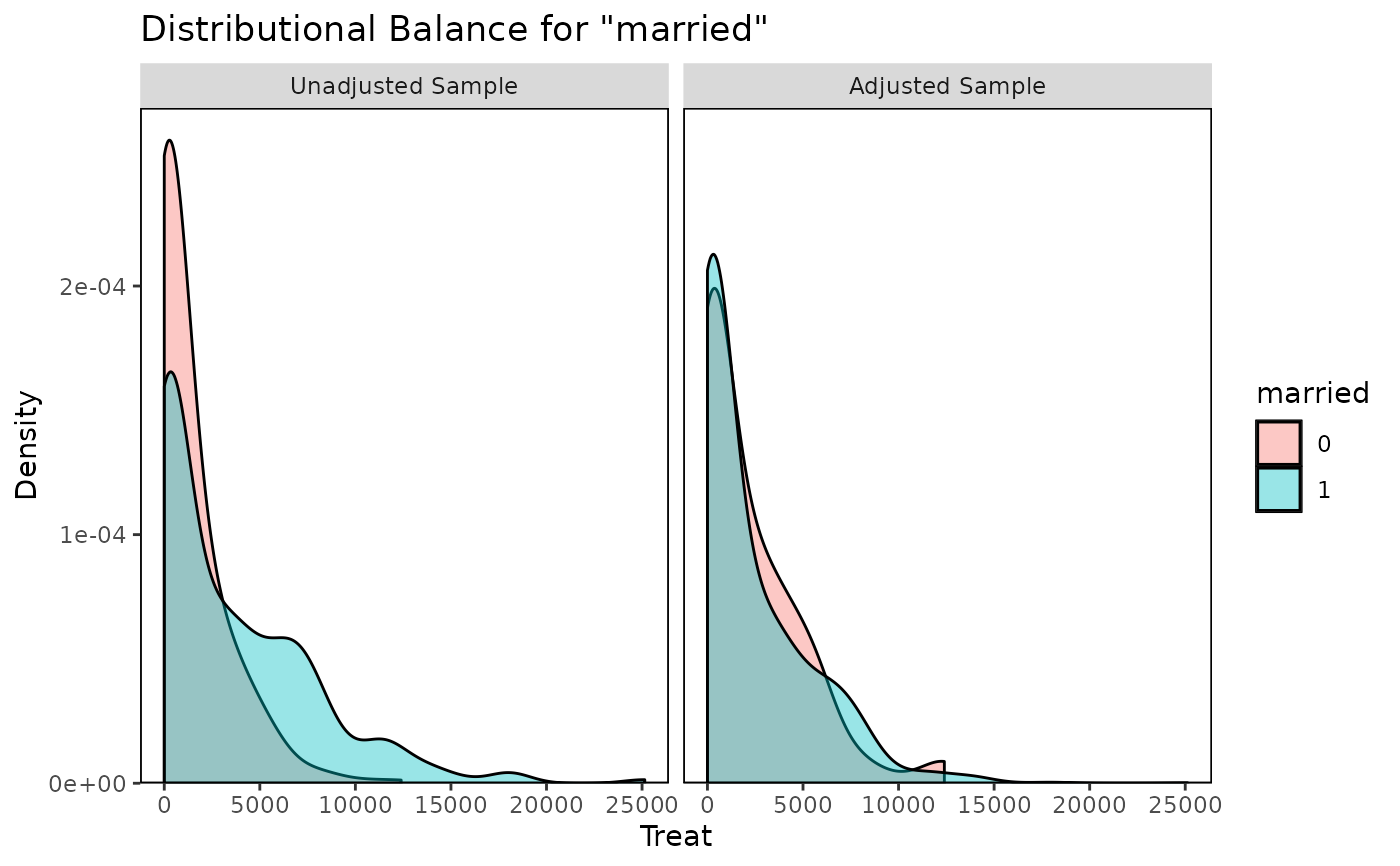 Distributional Balance for "married"
Unadjusted Sample
Adjusted Sample
Density
2e-04
1e-04
0e+00
0 5000 10000 15000 20000 25000
0 5000 10000 15000 20000 25000
Treat
married
0
1